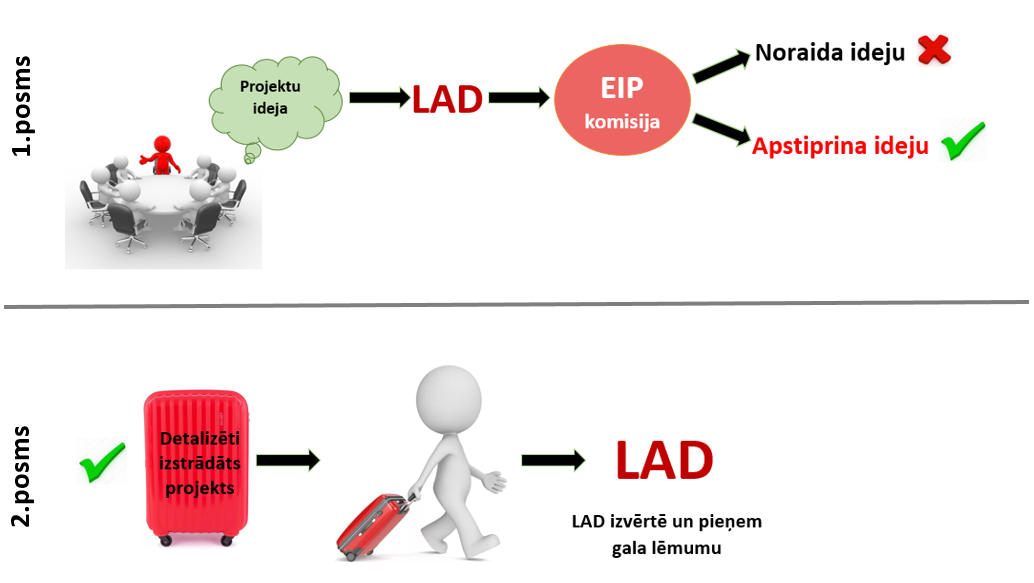 1.posms
Projektu
ideja
LAD
EIP
komisija
Noraida ideju
Apstiprina ideju
2.posms
Detalizēti
izstrādāts
projekts
LAD
LAD izvērtē un pieņem
gala lēmumu